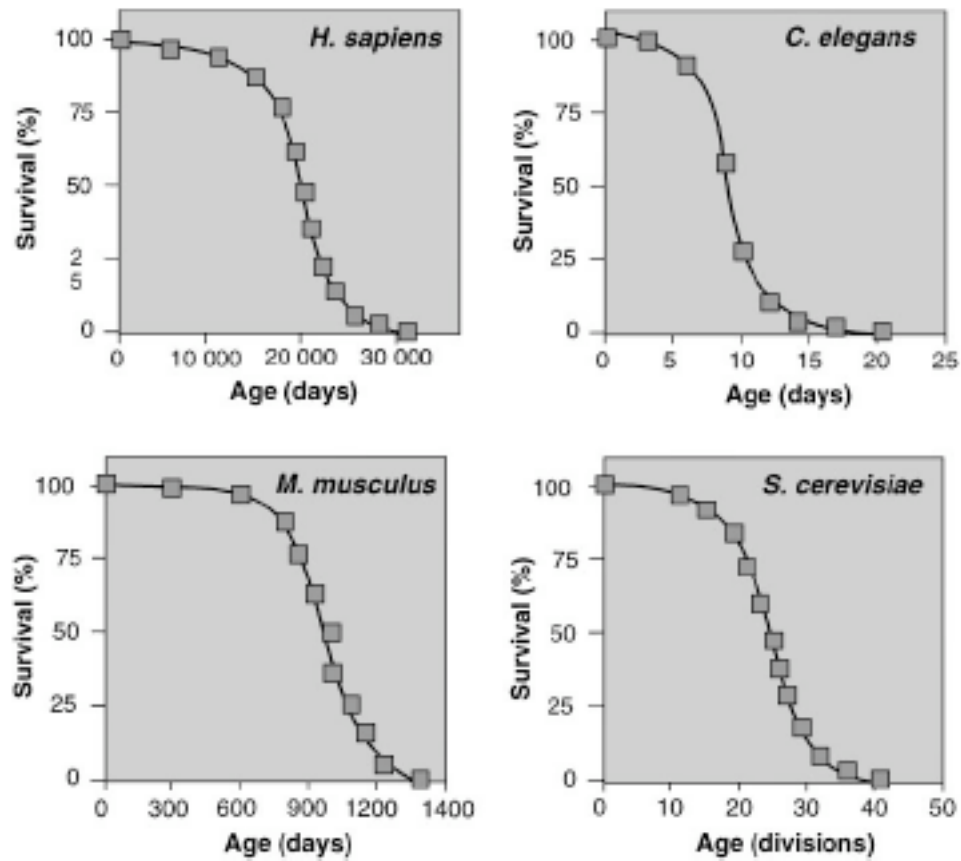 H. sapiens
100
75
50
2
5
0
Survival (%)
0 10 000 20 000 30 000
Age (days)
C. elegans
100
75
50
25
0
Survival (%)
0 5 10 15 20 25
Age (days)
M. musculus
100
75
50
25
0
Survival (%)
0 300 600 900 1200 1400
Age (days)
S. cerevisiae
100
75
50
25
0
Survival (%)
0 10 20 30 40 50
Age (divisions)